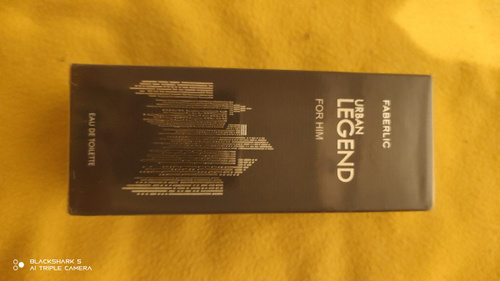 FABERLIC
URBAN
LEGEND
FOR HIM
EAU DE TOILETTE
BLACKSHARK 5
AI TRIPLE CAMERA